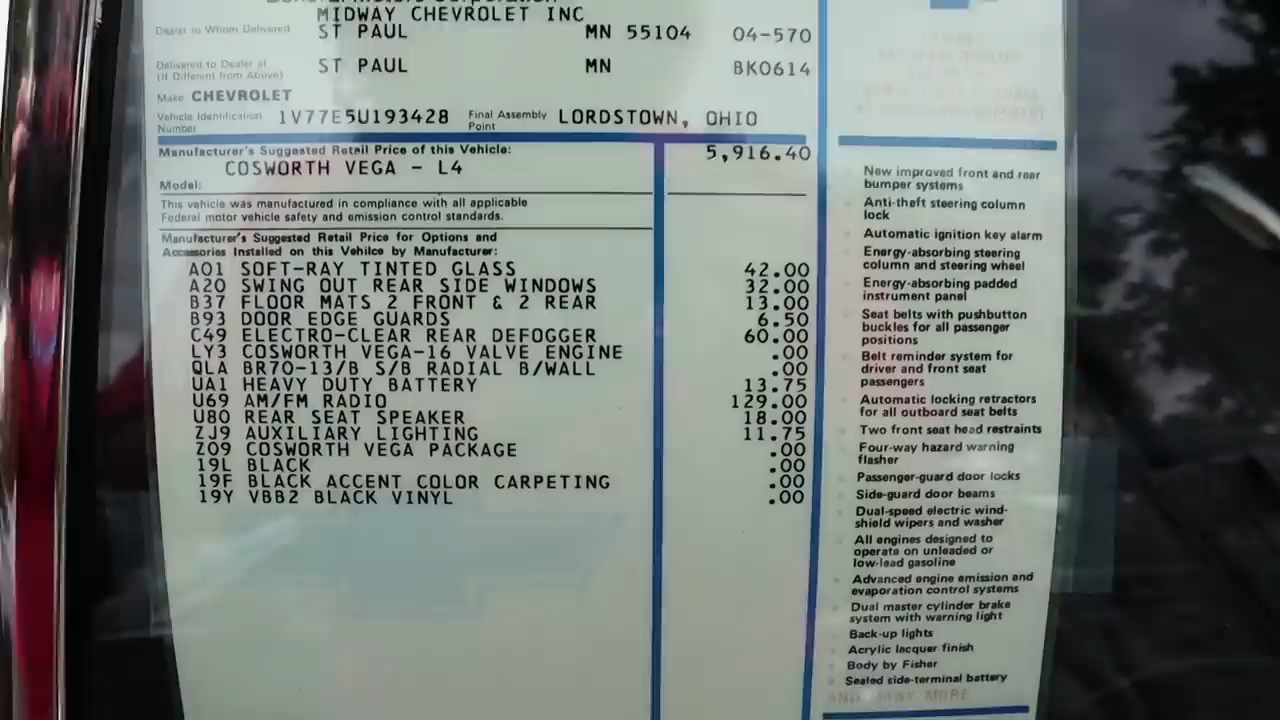 MIDWAY CHEVROLET INC
Dealer to Whom Delivered ST PAUL MN 55104 04-570
Delivered to Dealer at
(If Different from Above) ST PAUL MN BK0614
Make CHEVROLET
Vehicle Identification Number 1V77E5U193428 Final Assembly Point LORDSTOWN, OHIO
Manufacturer's Suggested Retail Price of this Vehicle: 5,916.40
COSWORTH VEGA - L4
Model:
This vehicle was manufactured in compliance with all applicable
Federal motor vehicle safety and emission control standards.
Manufacturer's Suggested Retail Price for Options and
Accessories Installed on this Vehilce by Manufacturer:
A01 SOFT-RAY TINTED GLASS 42.00
A20 SWING OUT REAR SIDE WINDOWS 32.00
B37 FLOOR MATS 2 FRONT & 2 REAR 13.00
B93 DOOR EDGE GUARDS 6.50
C49 ELECTRO-CLEAR REAR DEFOGGER 60.00
LY3 COSWORTH VEGA-16 VALVE ENGINE .00
QLA BR70-13/B S/B RADIAL B/WALL .00
UA1 HEAVY DUTY BATTERY 13.75
U69 AM/FM RADIO 129.00
U80 REAR SEAT SPEAKER 18.00
ZJ9 AUXILIARY LIGHTING 11.75
Z09 COSWORTH VEGA PACKAGE .00
19L BLACK .00
19F BLACK ACCENT COLOR CARPETING .00
19Y VBB2 BLACK VINYL .00
New improved front and rear
bumper systems
Anti-theft steering column
lock
Automatic ignition key alarm
Energy-absorbing steering
column and steering wheel
Energy-absorbing padded
instrument panel
Seat belts with pushbutton
buckles for all passenger
positions
Belt reminder system for
driver and front seat
passengers
Automatic locking retractors
for all outboard seat belts
Two front seat head restraints
Four-way hazard warning
flasher
Passenger-guard door locks
Side-guard door beams
Dual-speed electric wind-
shield wipers and washer
All engines designed to
operate on unleaded or
low-lead gasoline
Advanced engine emission and
evaporation control systems
Dual master cylinder brake
system with warning light
Back-up lights
Acrylic lacquer finish
Body by Fisher
Sealed side-terminal battery
AND MANY MORE